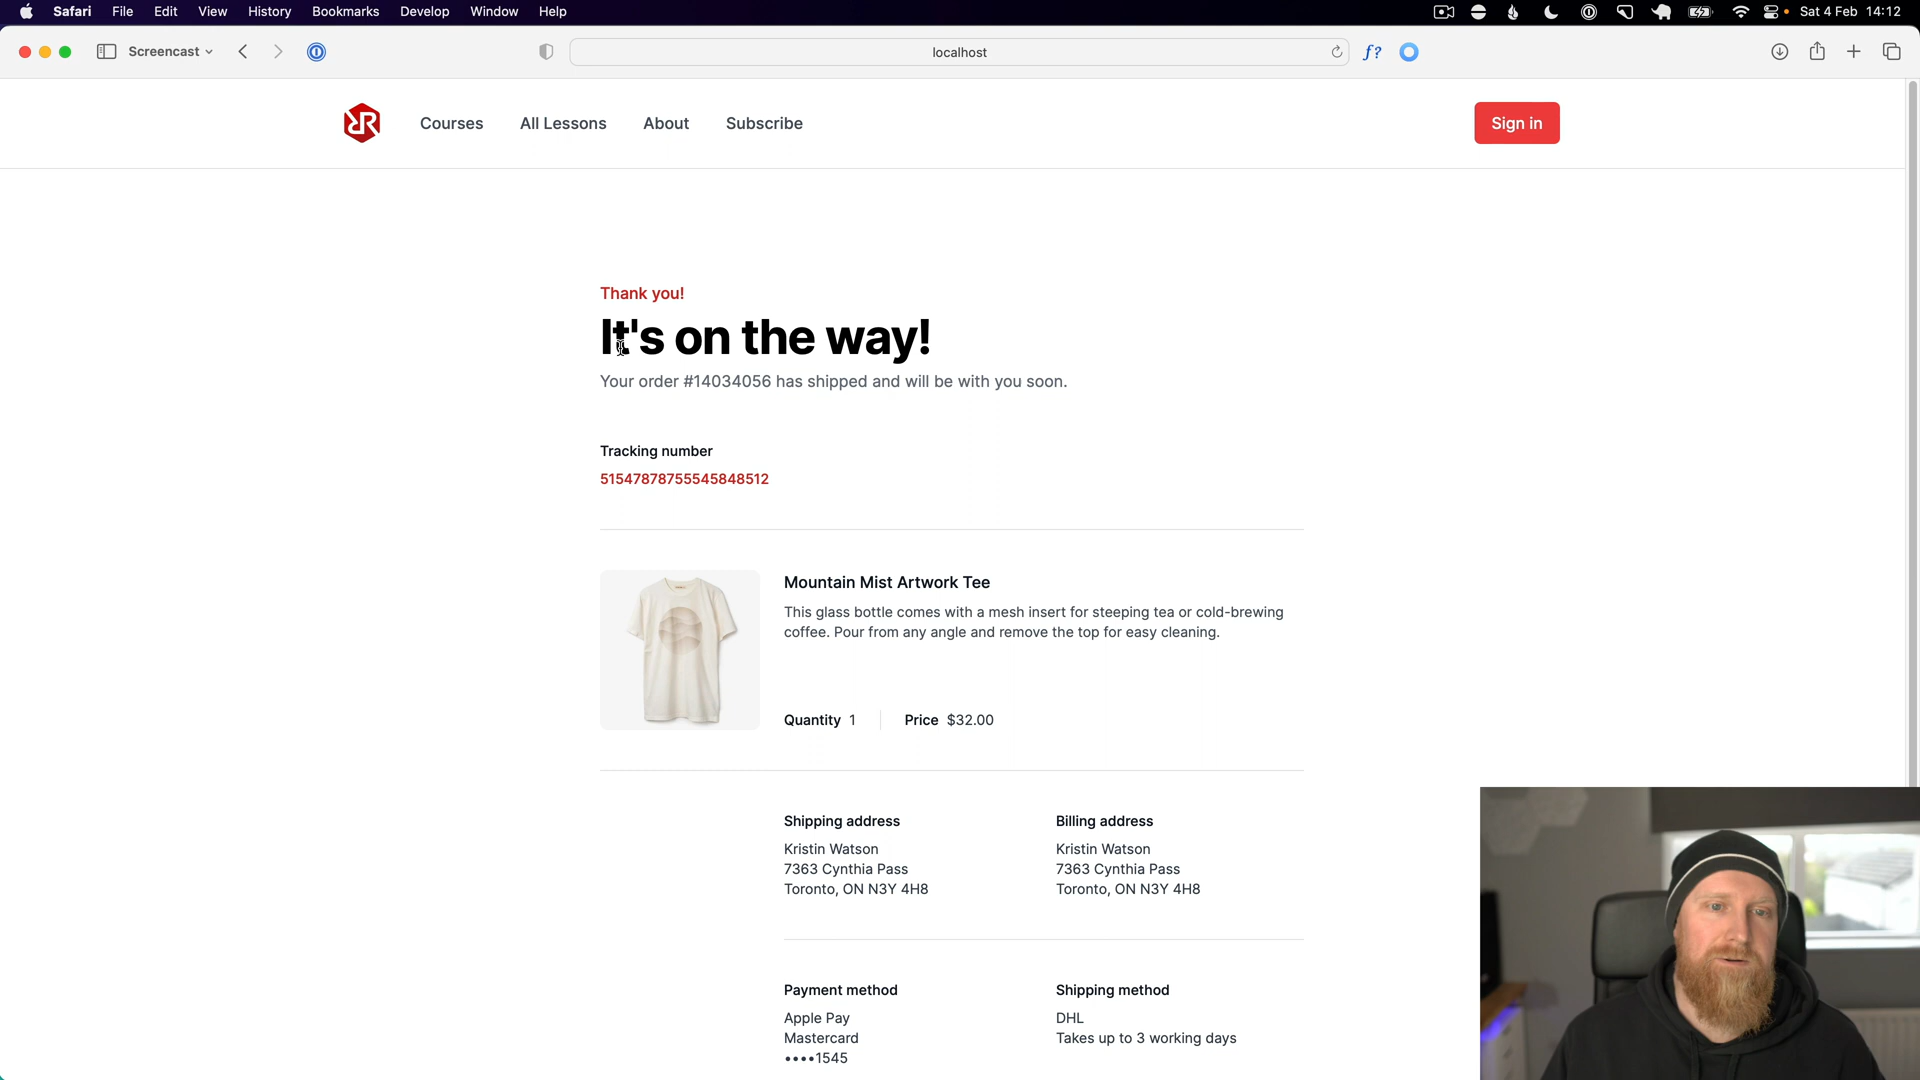 Safari File Edit View History Bookmarks Develop Window Help Sat 4 Feb 14:12
Screencast localhost f?
Courses All Lessons About Subscribe Sign in
Thank you!
It's on the way!
Your order #14034056 has shipped and will be with you soon.
Tracking number
51547878755545848512
Mountain Mist Artwork Tee
This glass bottle comes with a mesh insert for steeping tea or cold-brewing
coffee. Pour from any angle and remove the top for easy cleaning.
Quantity 1 Price $32.00
Shipping address
Kristin Watson
7363 Cynthia Pass
Toronto, ON N3Y 4H8
Billing address
Kristin Watson
7363 Cynthia Pass
Toronto, ON N3Y 4H8
Payment method
Apple Pay
Mastercard
••••1545
Shipping method
DHL
Takes up to 3 working days